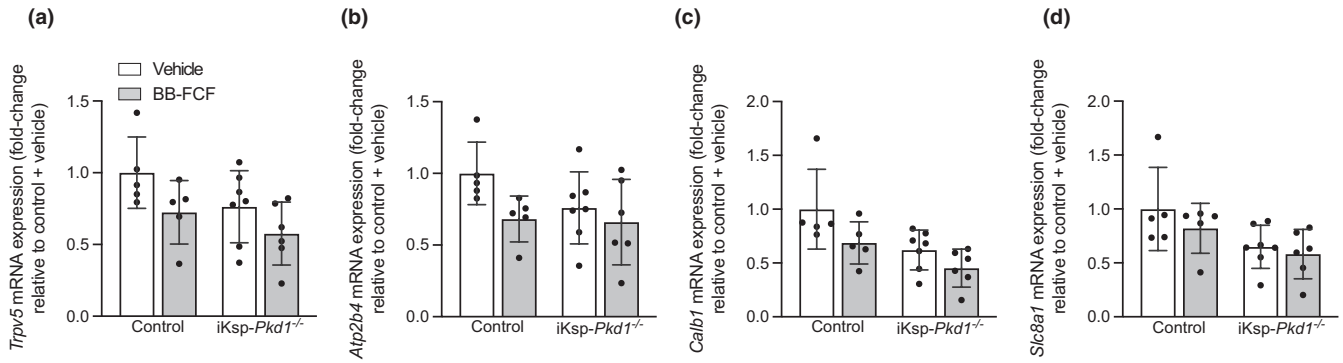 (a)
Trpv5 mRNA expression (fold-change
relative to control + vehicle)
Vehicle
BB-FCF
1.5
1.0
0.5
0.0
Control
iKsp-Pkd1-/-
(b)
Atp2b4 mRNA expression (fold-change
relative to control + vehicle)
1.5
1.0
0.5
0.0
Control
iKsp-Pkd1-/-
(c)
Calb1 mRNA expression (fold-change
relative to control + vehicle)
2.0
1.5
1.0
0.5
0.0
Control
iKsp-Pkd1-/-
(d)
Slc8a1 mRNA expression (fold-change
relative to control + vehicle)
2.0
1.5
1.0
0.5
0.0
Control
iKsp-Pkd1-/-